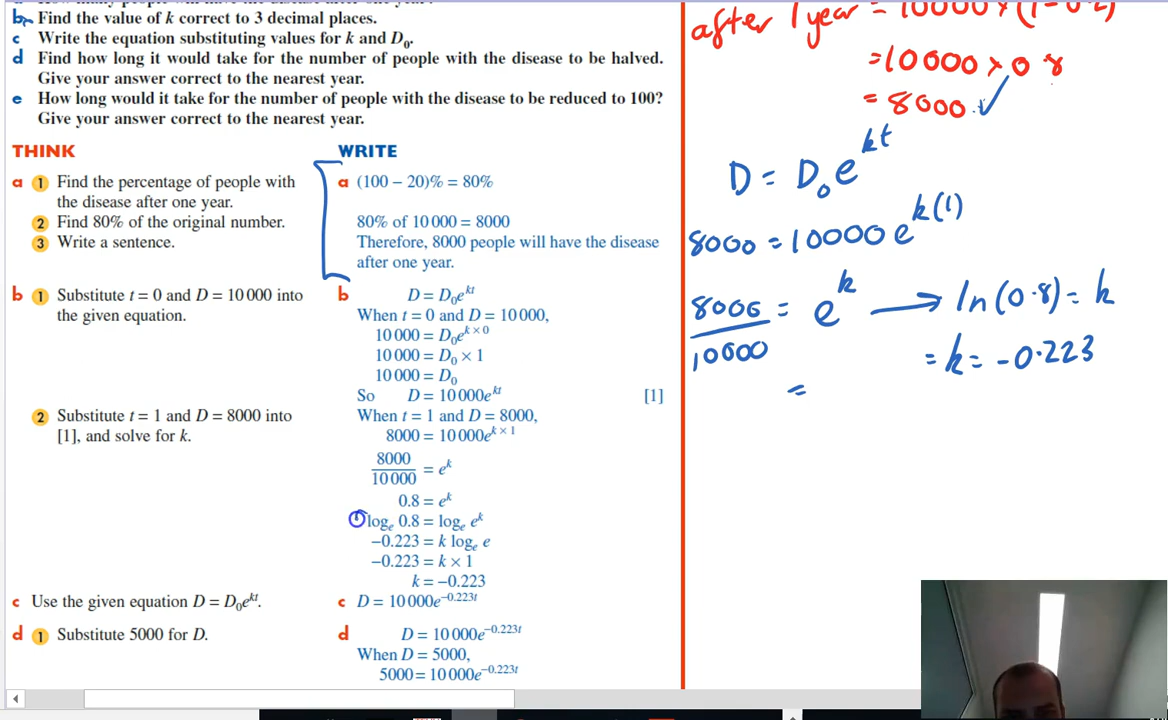 b Find the value of k correct to 3 decimal places.
c Write the equation substituting values for k and D₀.
d Find how long it would take for the number of people with the disease to be halved.
Give your answer correct to the nearest year.
e How long would it take for the number of people with the disease to be reduced to 100?
Give your answer correct to the nearest year.
THINK
WRITE
a 1 Find the percentage of people with
the disease after one year.
2 Find 80% of the original number.
3 Write a sentence.
a (100 – 20)% = 80%
80% of 10 000 = 8000
Therefore, 8000 people will have the disease
after one year.
b 1 Substitute t = 0 and D = 10 000 into
the given equation.
b D = D₀e^kt
When t = 0 and D = 10 000,
10 000 = D₀e^k × 0
10 000 = D₀ × 1
10 000 = D₀
So D = 10 000e^kt [1]
2 Substitute t = 1 and D = 8000 into
[1], and solve for k.
When t = 1 and D = 8000,
8000 = 10 000e^k × 1
8000/10 000 = e^k
0.8 = e^k
logₑ 0.8 = logₑ e^k
–0.223 = k logₑ e
–0.223 = k × 1
k = –0.223
c Use the given equation D = D₀e^kt.
c D = 10 000e^–0.223t
d 1 Substitute 5000 for D.
d D = 10 000e^–0.223t
When D = 5000,
5000 = 10 000e^–0.223t
after 1 year = 10000 × (1 - 0.2)
= 10000 × 0.8
= 8000 ✓
D = D₀ e^kt
8000 = 10000 e^k(1)
8000/10000 = e^k → ln(0.8) = k
= k = -0.223
=